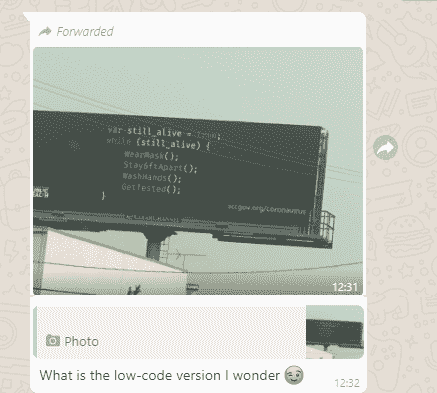 Forwarded
var still_alive = true;
while (still_alive) {
WearMask();
Stay6ftApart();
WashHands();
GetTested();
}
sccgov.org/coronavirus
12:31
Photo
What is the low-code version I wonder 😉
12:32